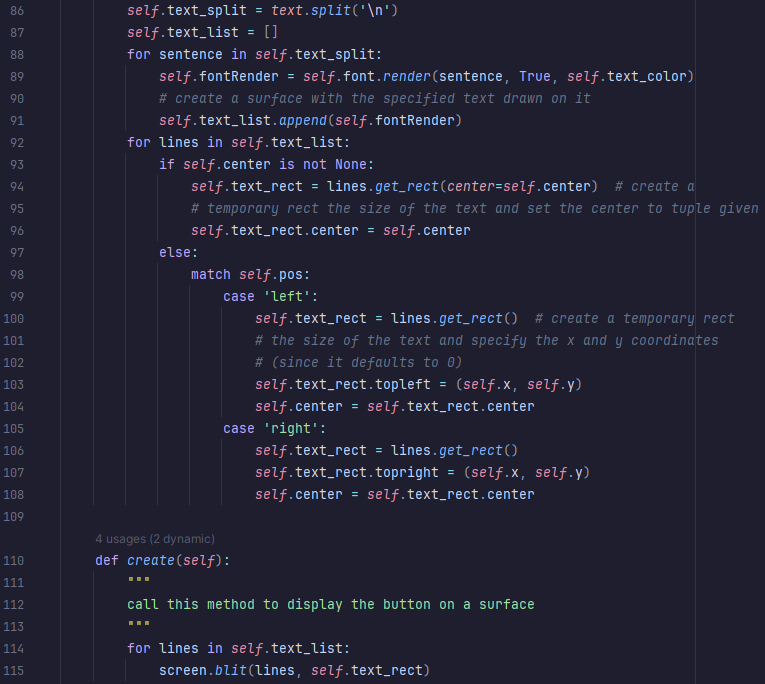 86 self.text_split = text.split('\n')
87 self.text_list = []
88 for sentence in self.text_split:
89 self.fontRender = self.font.render(sentence, True, self.text_color)
90 # create a surface with the specified text drawn on it
91 self.text_list.append(self.fontRender)
92 for lines in self.text_list:
93 if self.center is not None:
94 self.text_rect = lines.get_rect(center=self.center)  # create a
95 # temporary rect the size of the text and set the center to tuple given
96 self.text_rect.center = self.center
97 else:
98 match self.pos:
99 case 'left':
100 self.text_rect = lines.get_rect()  # create a temporary rect
101 # the size of the text and specify the x and y coordinates
102 # (since it defaults to 0)
103 self.text_rect.topleft = (self.x, self.y)
104 self.center = self.text_rect.center
105 case 'right':
106 self.text_rect = lines.get_rect()
107 self.text_rect.topright = (self.x, self.y)
108 self.center = self.text_rect.center
109
4 usages (2 dynamic)
110 def create(self):
111 """
112 call this method to display the button on a surface
113 """
114 for lines in self.text_list:
115 screen.blit(lines, self.text_rect)